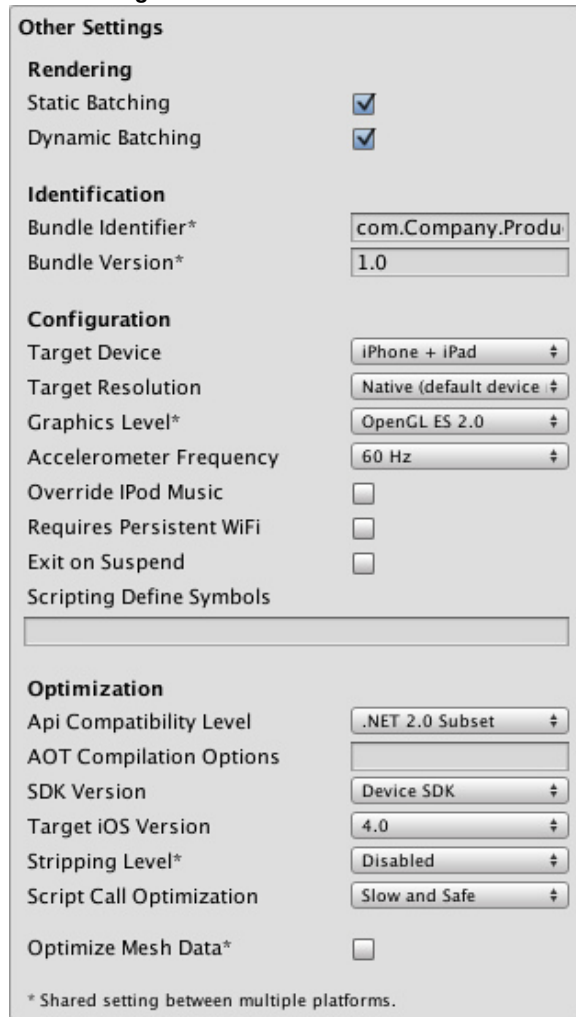 Other Settings
Rendering
Static Batching
Dynamic Batching
Identification
Bundle Identifier* com.Company.Produ
Bundle Version* 1.0
Configuration
Target Device iPhone + iPad
Target Resolution Native (default device
Graphics Level* OpenGL ES 2.0
Accelerometer Frequency 60 Hz
Override IPod Music
Requires Persistent WiFi
Exit on Suspend
Scripting Define Symbols
Optimization
Api Compatibility Level .NET 2.0 Subset
AOT Compilation Options
SDK Version Device SDK
Target iOS Version 4.0
Stripping Level* Disabled
Script Call Optimization Slow and Safe
Optimize Mesh Data*
* Shared setting between multiple platforms.